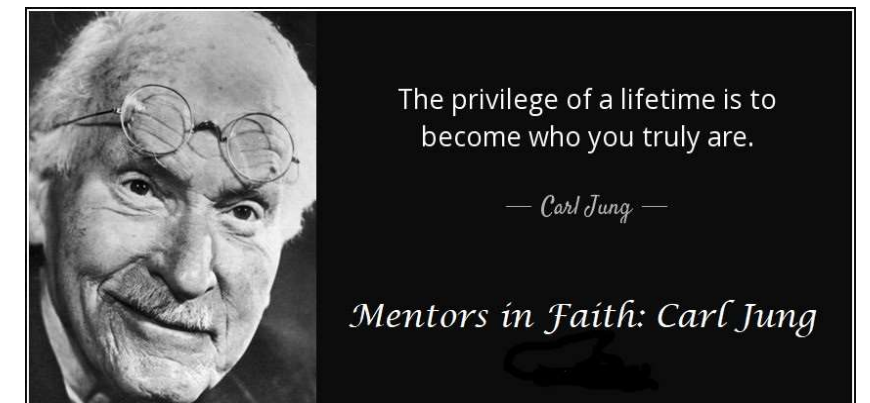 The privilege of a lifetime is to
become who you truly are.
— Carl Jung —
Mentors in Faith: Carl Jung